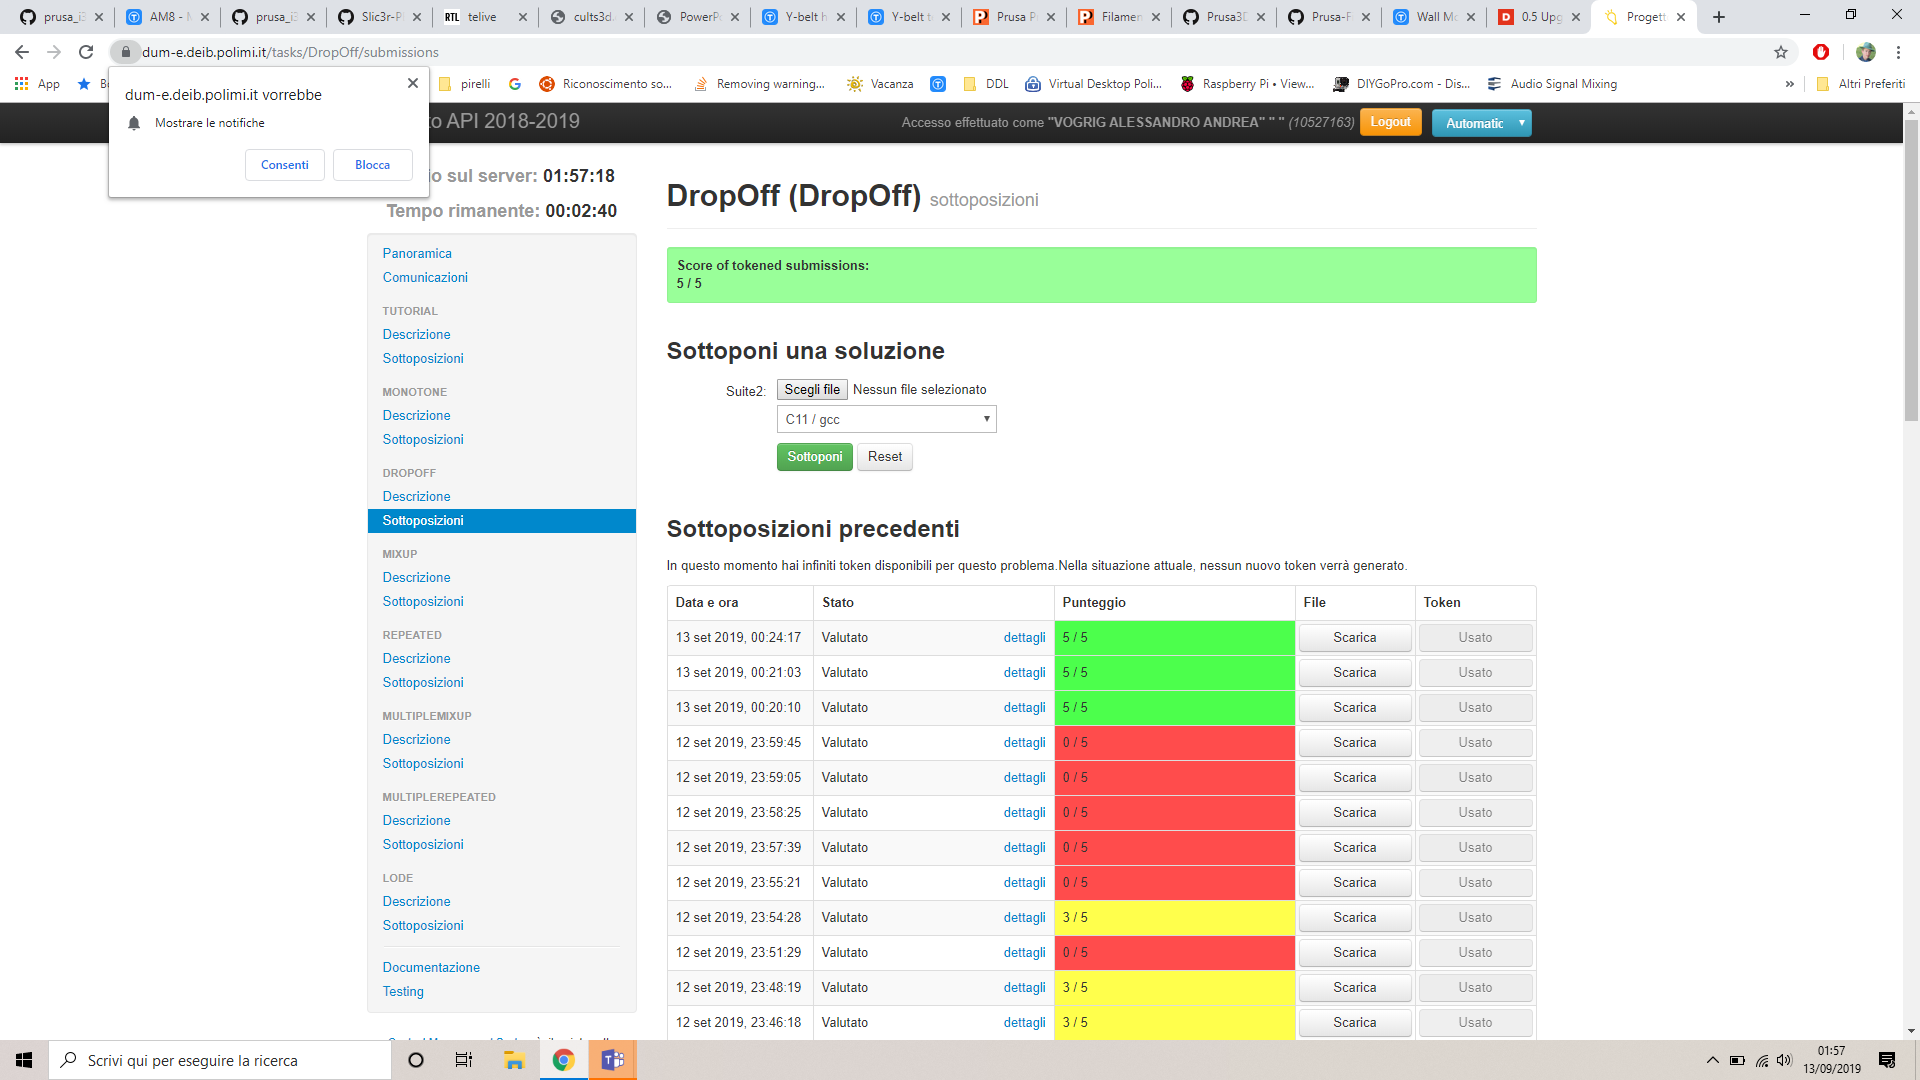 prusa_i3
AM8 - M
prusa_i3
Slic3r-P
RTL telive
cults3d.
PowerPo
Y-belt h
Y-belt t
Prusa P
Filamen
Prusa3D
Prusa-Fi
Wall Mo
0.5 Upg
Progett
dum-e.deib.polimi.it/tasks/DropOff/submissions
App
pirelli
Riconoscimento so...
Removing warning...
Vacanza
DDL
Virtual Desktop Poli...
Raspberry Pi • View...
DIYGoPro.com - Dis...
Audio Signal Mixing
»
Altri Preferiti
dum-e.deib.polimi.it vorrebbe
Mostrare le notifiche
Consenti
Blocca
to API 2018-2019
Accesso effettuato come "VOGRIG ALESSANDRO ANDREA" " " (10527163)
Logout
Automatic
io sul server: 01:57:18
Tempo rimanente: 00:02:40
Panoramica
Comunicazioni
TUTORIAL
Descrizione
Sottoposizioni
MONOTONE
Descrizione
Sottoposizioni
DROPOFF
Descrizione
Sottoposizioni
MIXUP
Descrizione
Sottoposizioni
REPEATED
Descrizione
Sottoposizioni
MULTIPLEMIXUP
Descrizione
Sottoposizioni
MULTIPLEREPEATED
Descrizione
Sottoposizioni
LODE
Descrizione
Sottoposizioni
Documentazione
Testing
DropOff (DropOff) sottoposizioni
Score of tokened submissions:
5 / 5
Sottoponi una soluzione
Suite2: Scegli file Nessun file selezionato
C11 / gcc
Sottoponi Reset
Sottoposizioni precedenti
In questo momento hai infiniti token disponibili per questo problema.Nella situazione attuale, nessun nuovo token verrà generato.
Data e ora Stato Punteggio File Token
13 set 2019, 00:24:17 Valutato dettagli 5 / 5 Scarica Usato
13 set 2019, 00:21:03 Valutato dettagli 5 / 5 Scarica Usato
13 set 2019, 00:20:10 Valutato dettagli 5 / 5 Scarica Usato
12 set 2019, 23:59:45 Valutato dettagli 0 / 5 Scarica Usato
12 set 2019, 23:59:05 Valutato dettagli 0 / 5 Scarica Usato
12 set 2019, 23:58:25 Valutato dettagli 0 / 5 Scarica Usato
12 set 2019, 23:57:39 Valutato dettagli 0 / 5 Scarica Usato
12 set 2019, 23:55:21 Valutato dettagli 0 / 5 Scarica Usato
12 set 2019, 23:54:28 Valutato dettagli 3 / 5 Scarica Usato
12 set 2019, 23:51:29 Valutato dettagli 0 / 5 Scarica Usato
12 set 2019, 23:48:19 Valutato dettagli 3 / 5 Scarica Usato
12 set 2019, 23:46:18 Valutato dettagli 3 / 5 Scarica Usato
Scrivi qui per eseguire la ricerca
01:57
13/09/2019